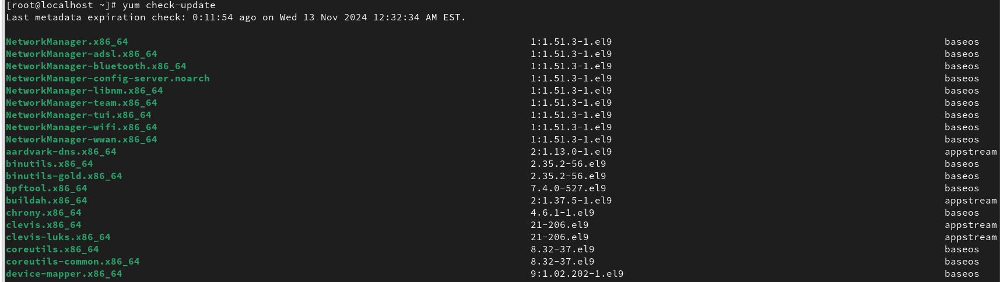 [root@localhost ~]# yum check-update
Last metadata expiration check: 0:11:54 ago on Wed 13 Nov 2024 12:32:34 AM EST.

NetworkManager.x86_64 1:1.51.3-1.el9 baseos
NetworkManager-adsl.x86_64 1:1.51.3-1.el9 baseos
NetworkManager-bluetooth.x86_64 1:1.51.3-1.el9 baseos
NetworkManager-config-server.noarch 1:1.51.3-1.el9 baseos
NetworkManager-libnm.x86_64 1:1.51.3-1.el9 baseos
NetworkManager-team.x86_64 1:1.51.3-1.el9 baseos
NetworkManager-tui.x86_64 1:1.51.3-1.el9 baseos
NetworkManager-wifi.x86_64 1:1.51.3-1.el9 baseos
NetworkManager-wwan.x86_64 1:1.51.3-1.el9 baseos
aardvark-dns.x86_64 2:1.13.0-1.el9 appstream
binutils.x86_64 2.35.2-56.el9 baseos
binutils-gold.x86_64 2.35.2-56.el9 baseos
bpftool.x86_64 7.4.0-527.el9 baseos
buildah.x86_64 2:1.37.5-1.el9 appstream
chrony.x86_64 4.6.1-1.el9 baseos
clevis.x86_64 21-206.el9 appstream
clevis-luks.x86_64 21-206.el9 appstream
coreutils.x86_64 8.32-37.el9 baseos
coreutils-common.x86_64 8.32-37.el9 baseos
device-mapper.x86_64 9:1.02.202-1.el9 baseos